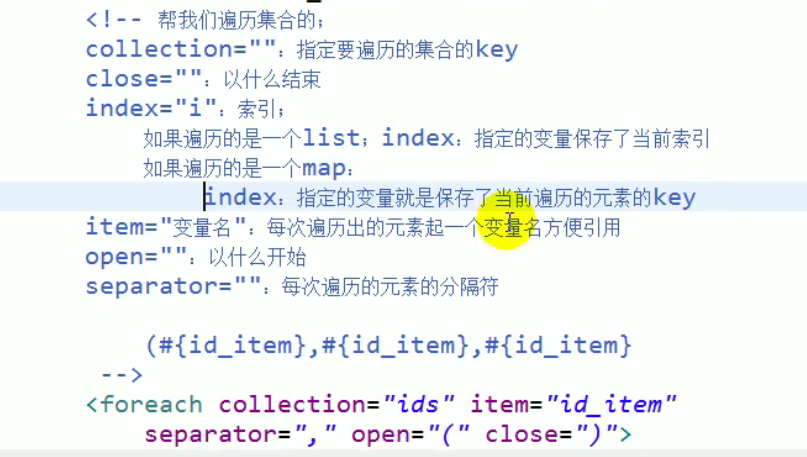 <!-- 帮我们遍历集合的;
collection="": 指定要遍历的集合的key
close="": 以什么结束
index="i": 索引;
如果遍历的是一个list; index: 指定的变量保存了当前索引
如果遍历的是一个map:
index: 指定的变量就是保存了当前遍历的元素的key
item="变量名": 每次遍历出的元素起一个变量名方便引用
open="": 以什么开始
separator="": 每次遍历的元素的分隔符
(#{id_item},#{id_item},#{id_item}
-->
<foreach collection="ids" item="id_item"
separator="," open="(" close=")">